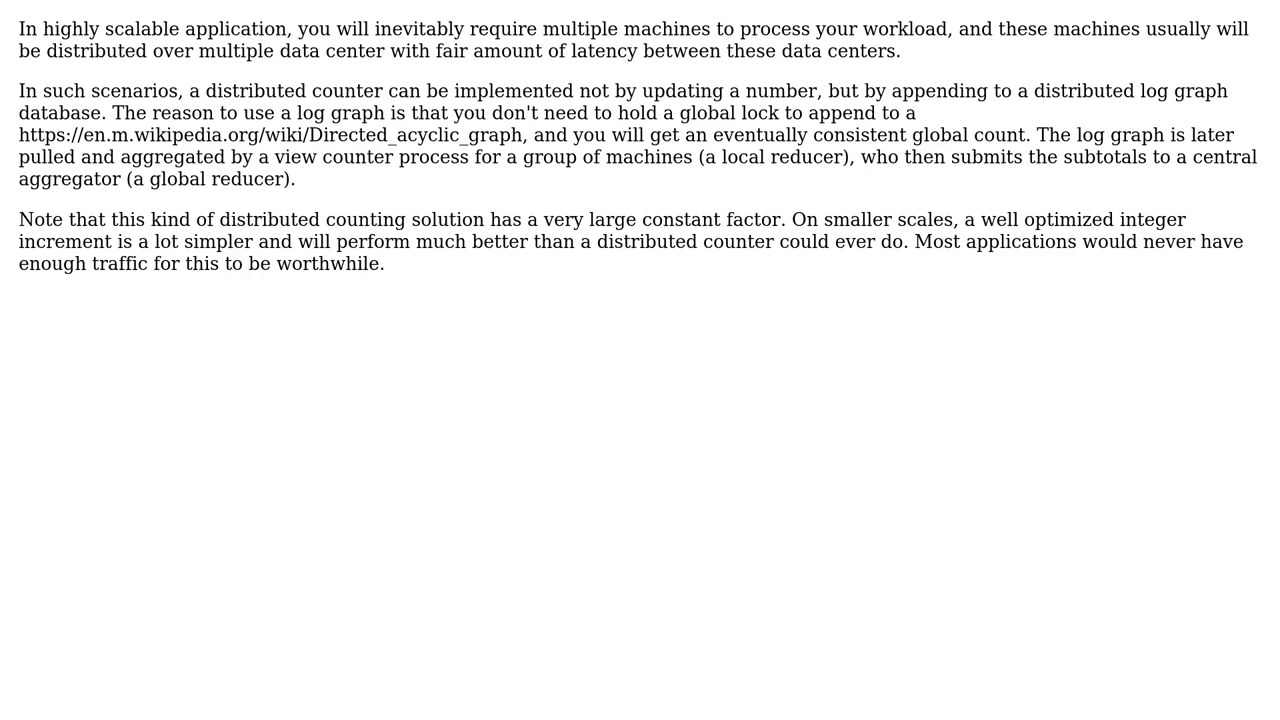 In highly scalable application, you will inevitably require multiple machines to process your workload, and these machines usually will
be distributed over multiple data center with fair amount of latency between these data centers.
In such scenarios, a distributed counter can be implemented not by updating a number, but by appending to a distributed log graph
database. The reason to use a log graph is that you don't need to hold a global lock to append to a
https://en.m.wikipedia.org/wiki/Directed_acyclic_graph, and you will get an eventually consistent global count. The log graph is later
pulled and aggregated by a view counter process for a group of machines (a local reducer), who then submits the subtotals to a central
aggregator (a global reducer).
Note that this kind of distributed counting solution has a very large constant factor. On smaller scales, a well optimized integer
increment is a lot simpler and will perform much better than a distributed counter could ever do. Most applications would never have
enough traffic for this to be worthwhile.